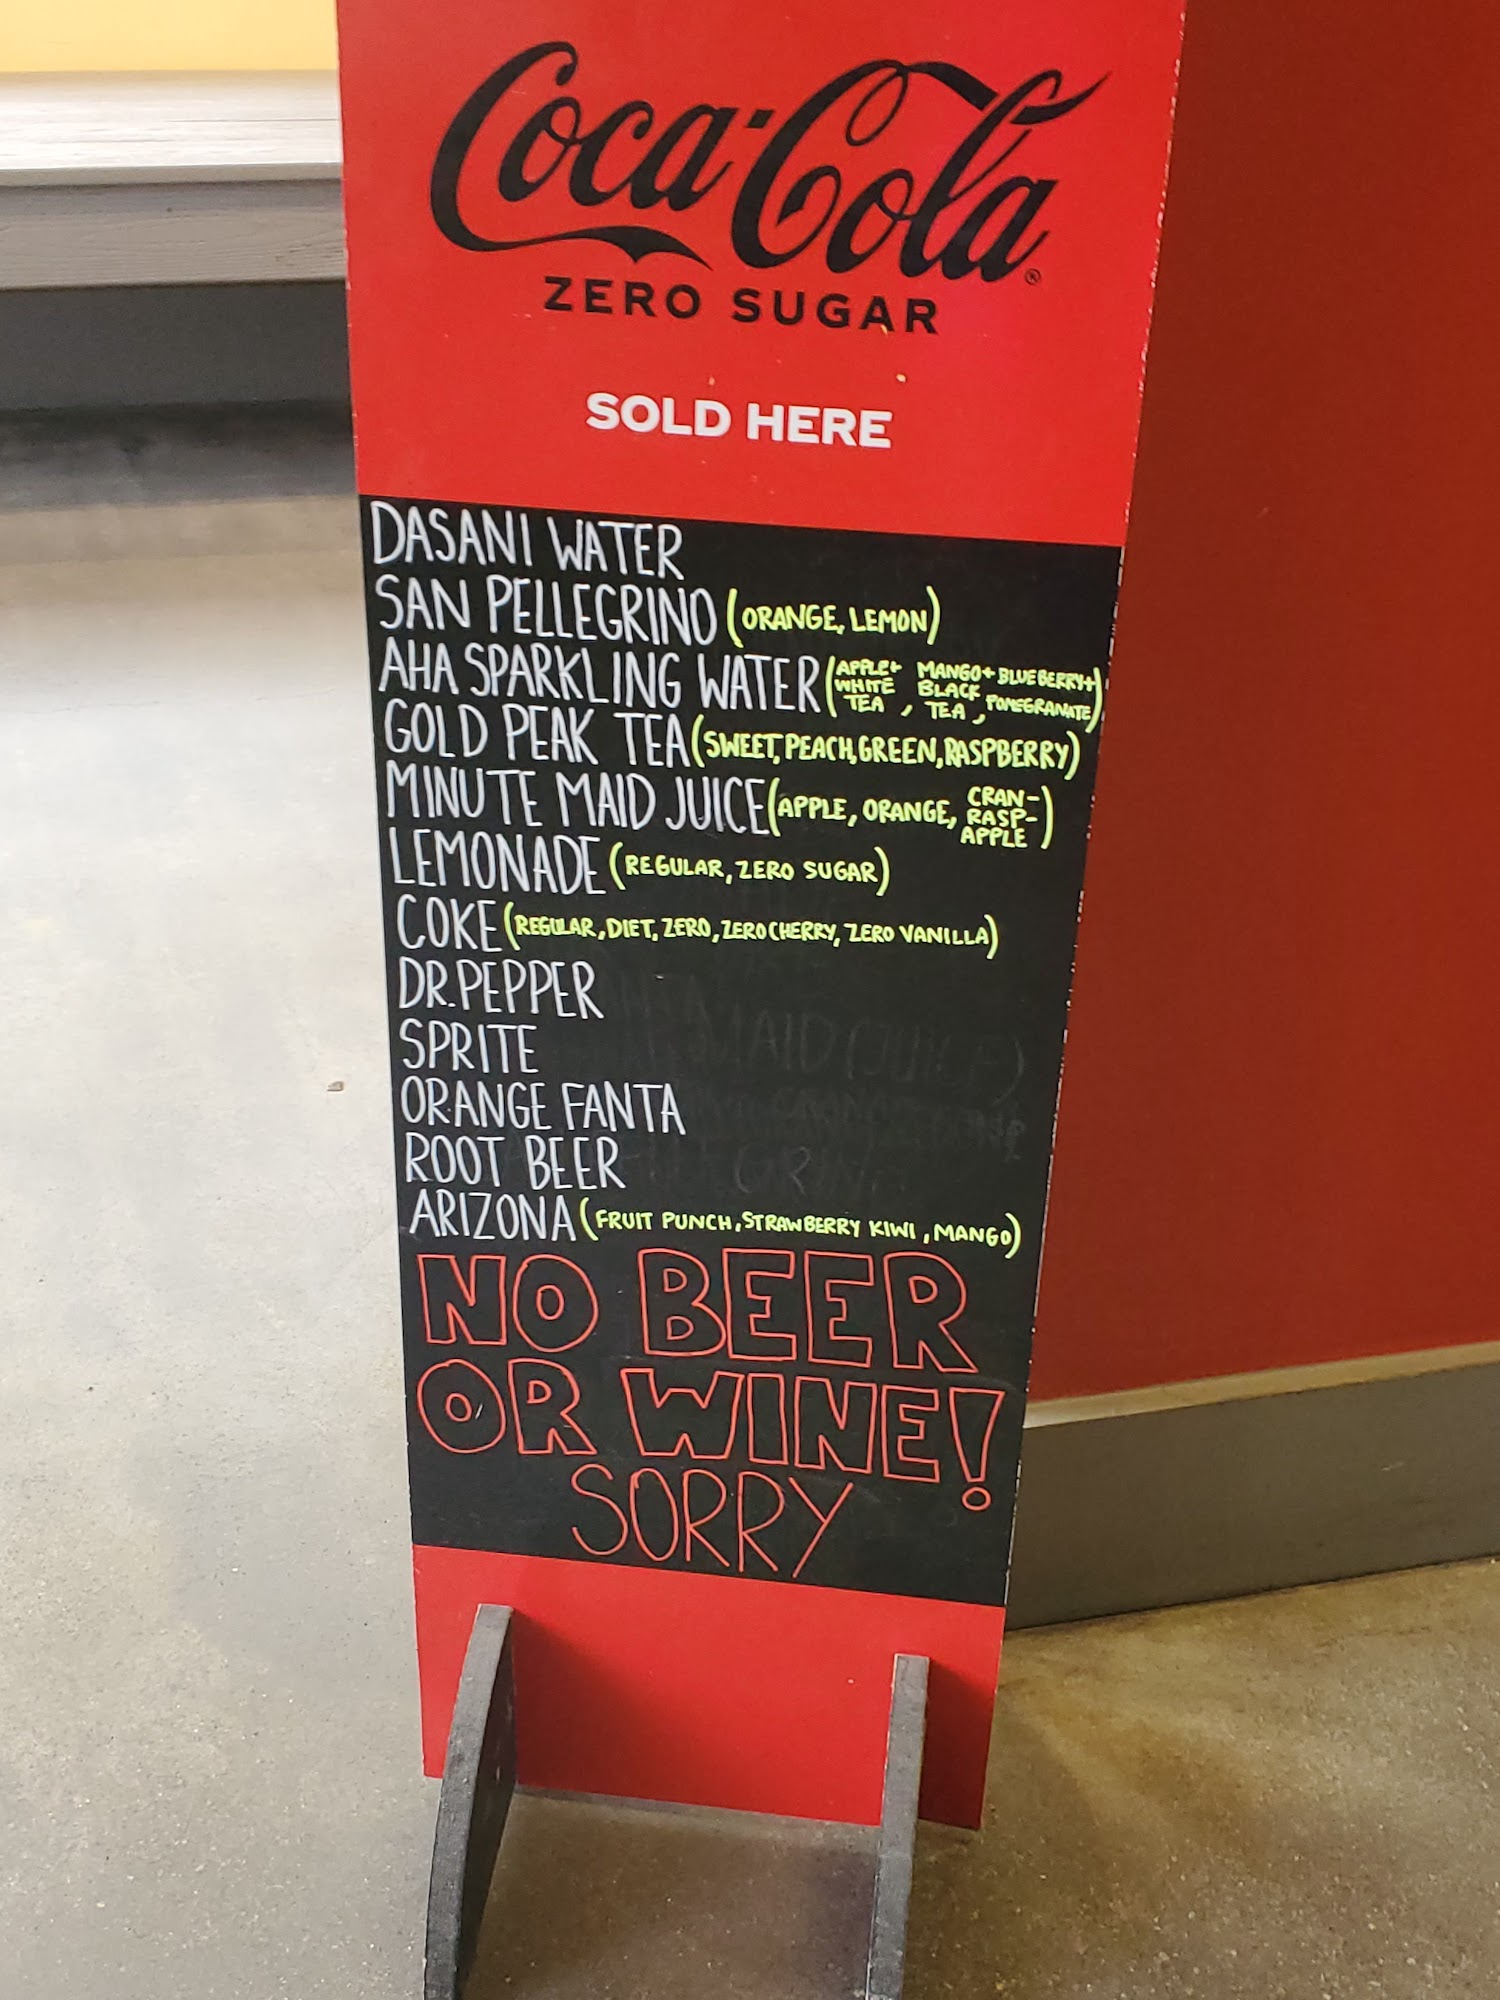 Coca-Cola®
ZERO SUGAR
SOLD HERE
DASANI WATER
SAN PELLEGRINO (ORANGE, LEMON)
AHA SPARKLING WATER (APPLE+ WHITE TEA, MANGO+ BLACK TEA, BLUEBERRY+ POMEGRANATE)
GOLD PEAK TEA (SWEET, PEACH, GREEN, RASPBERRY)
MINUTE MAID JUICE (APPLE, ORANGE, CRAN-RASP-APPLE)
LEMONADE (REGULAR, ZERO SUGAR)
COKE (REGULAR, DIET, ZERO, ZERO CHERRY, ZERO VANILLA)
DR. PEPPER
SPRITE
ORANGE FANTA
ROOT BEER
ARIZONA (FRUIT PUNCH, STRAWBERRY KIWI, MANGO)
NO BEER
OR WINE!
SORRY